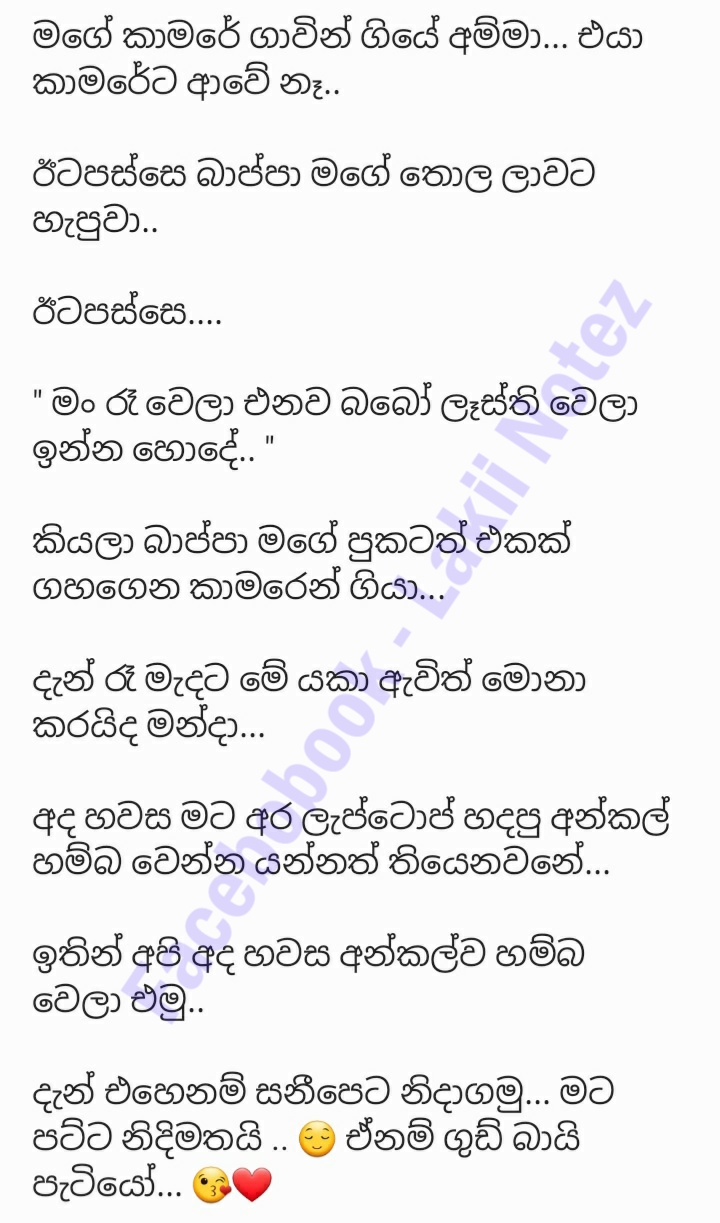 මගේ කාමරේ ගාවින් ගියේ අම්මා... එයා
කාමරේට ආවේ නෑ..
ඊටපස්සෙ බාප්පා මගේ තොල ලාවට
හැපුවා..
ඊටපස්සෙ....
" මං රෑ වෙලා එනව බබෝ ලෑස්ති වෙලා
ඉන්න හොදේ.. "
කියලා බාප්පා මගේ පුකටත් එකක්
ගහගෙන කාමරෙන් ගියා...
දැන් රෑ මැදට මේ යකා ඇවිත් මොනා
කරයිද මන්දා...
අද හවස මට අර ලැප්ටොප් හදපු අන්කල්
හම්බ වෙන්න යන්නත් තියෙනවනේ...
ඉතින් අපි අද හවස අන්කල්ව හම්බ
වෙලා එමු..
දැන් එහෙනම් සනීපෙට නිදාගමු... මට
පට්ට නිදිමතයි .. 😌 ඒනම් ගුඩ් බායි
පැටියෝ... 😘❤️
Facebobook - Lakii Notez